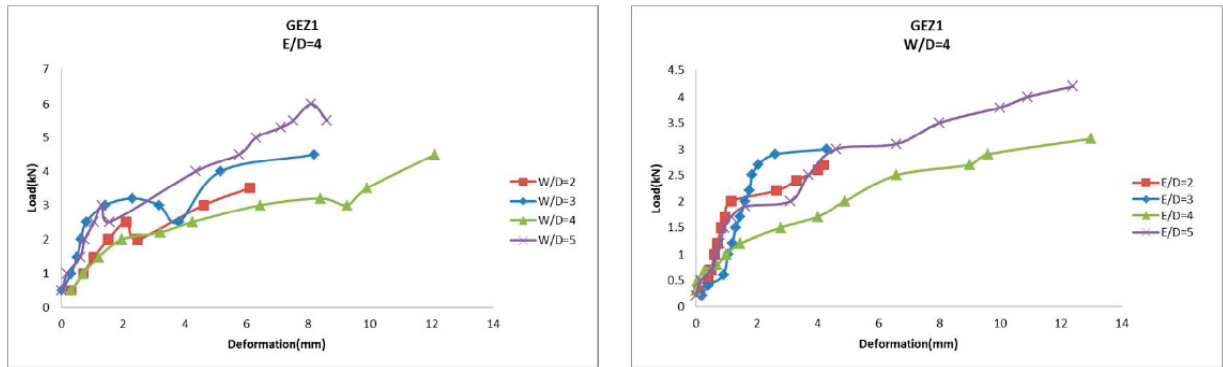 GEZ1
E/D=4
7
6
5
4
3
2
1
0
Load(kN)
0 2 4 6 8 10 12 14
Deformation(mm)
W/D=2
W/D=3
W/D=4
W/D=5
GEZ1
W/D=4
4.5
4
3.5
3
2.5
2
1.5
1
0.5
0
Load(kN)
0 2 4 6 8 10 12 14
Deformation(mm)
E/D=2
E/D=3
E/D=4
E/D=5